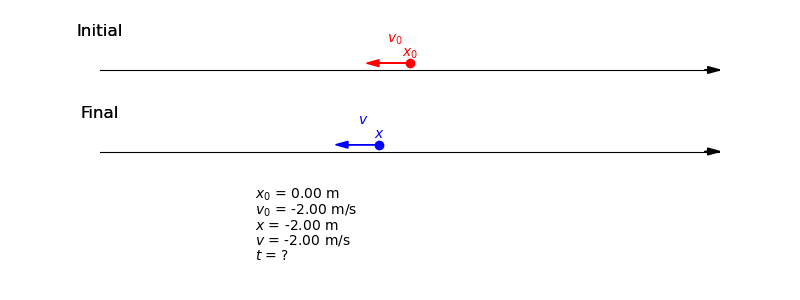 Initial
v₀
x₀
Final
v
x
x₀ = 0.00 m
v₀ = -2.00 m/s
x = -2.00 m
v = -2.00 m/s
t = ?